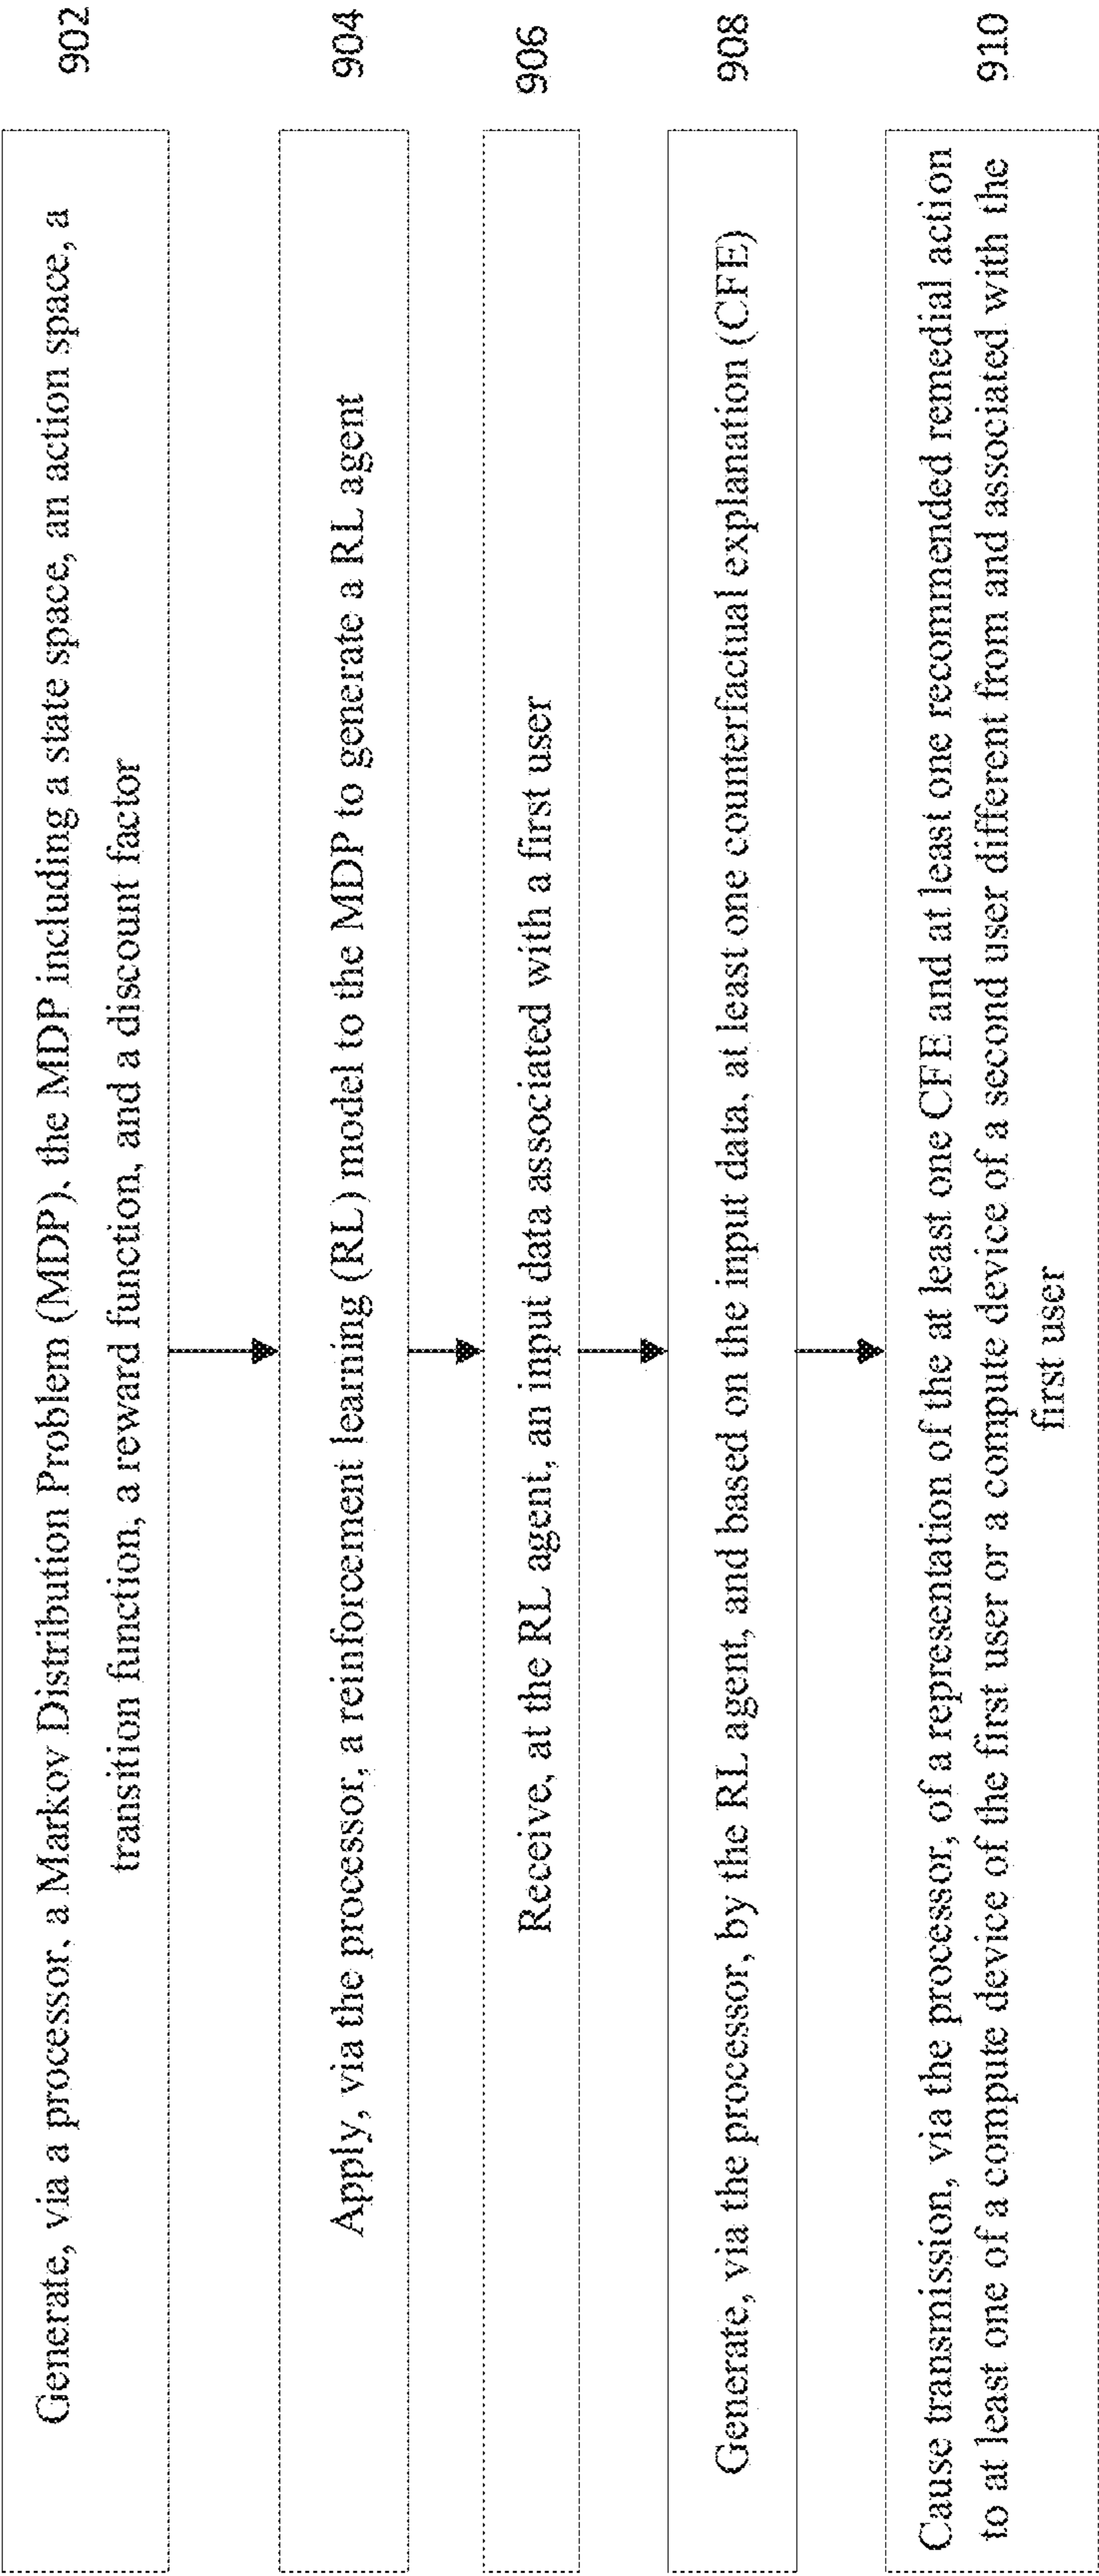 Generate, via a processor, a Markov Distribution Problem (MDP), the MDP including a state space, an action space, a
transition function, a reward function, and a discount factor
902
Apply, via the processor, a reinforcement learning (RL) model to the MDP to generate a RL agent
904
Receive, at the RL agent, an input data associated with a first user
906
Generate, via the processor, by the RL agent, and based on the input data, at least one counterfactual explanation (CFE)
908
Cause transmission, via the processor, of a representation of the at least one CFE and at least one recommended remedial action
to at least one of a compute device of the first user or a compute device of a second user different from and associated with the
first user
910